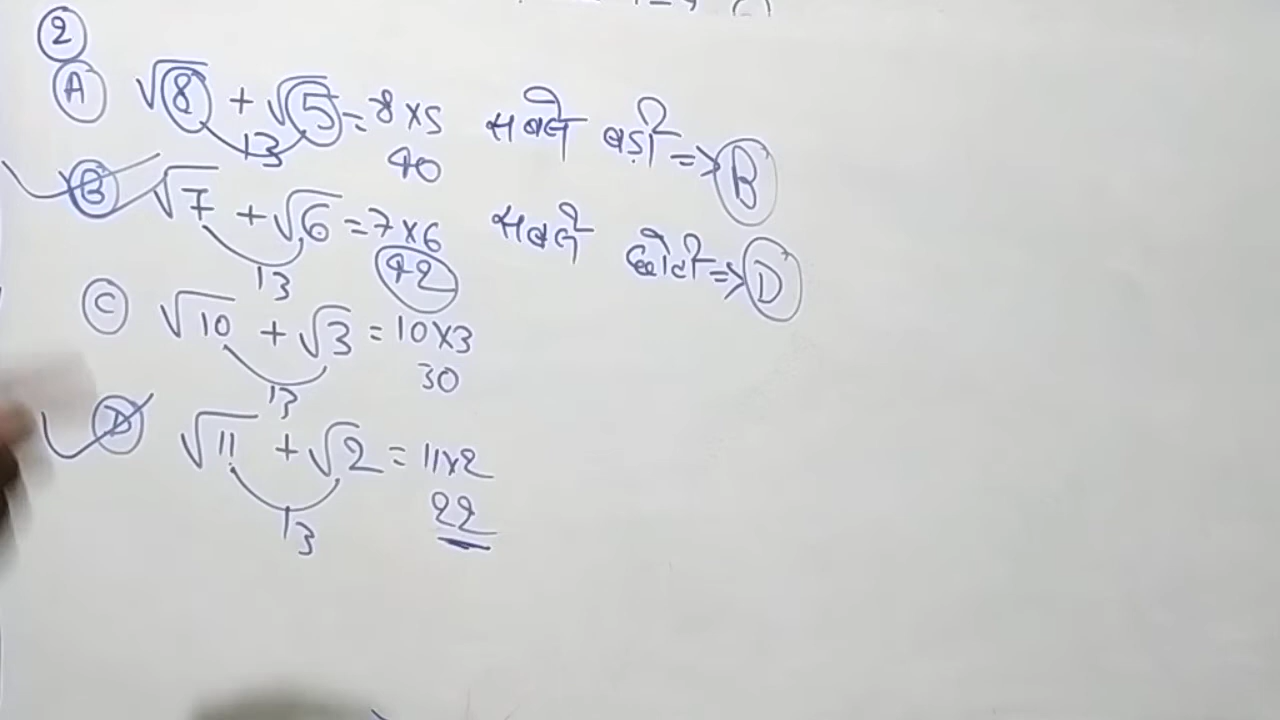 2
A √8 + √5 = 8×5 सबसे बड़ी => B
13 40
B √7 + √6 = 7×6 सबसे छोटी => D
13 42
C √10 + √3 = 10×3
13 30
D √11 + √2 = 11×2
13 22